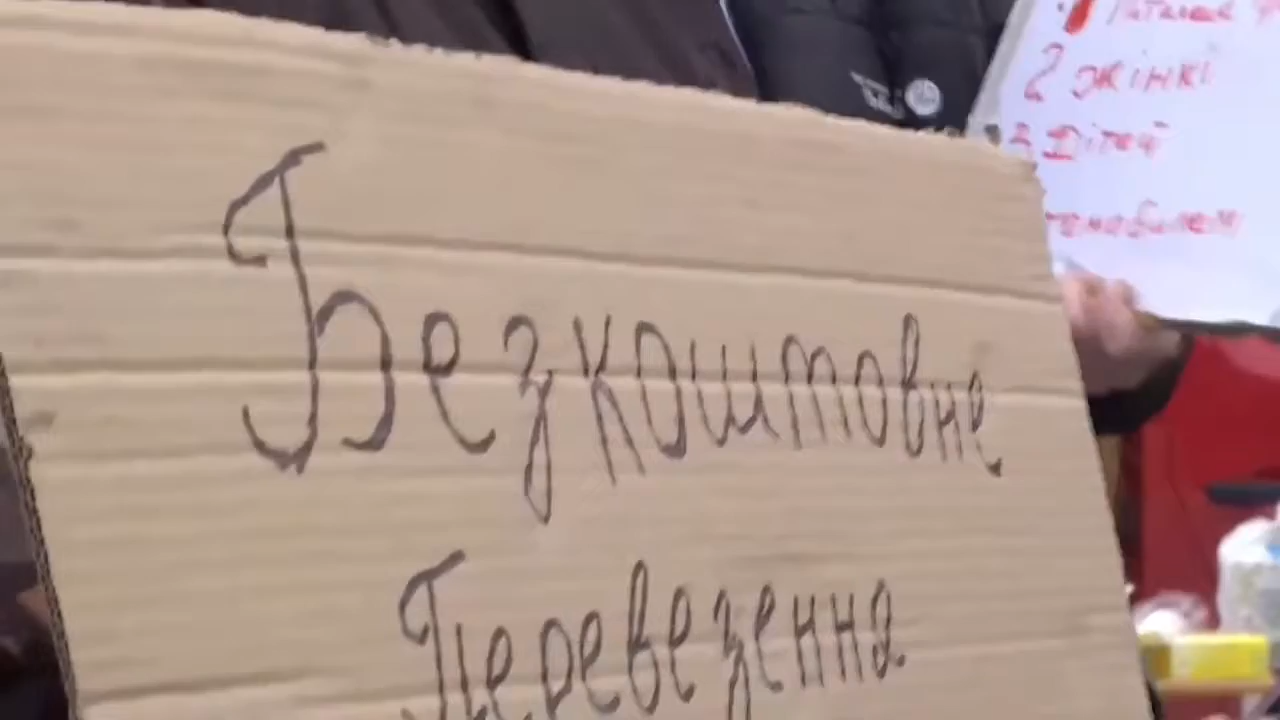 Безкоштовне
Перевезення
2 жінкі
3 Дітей